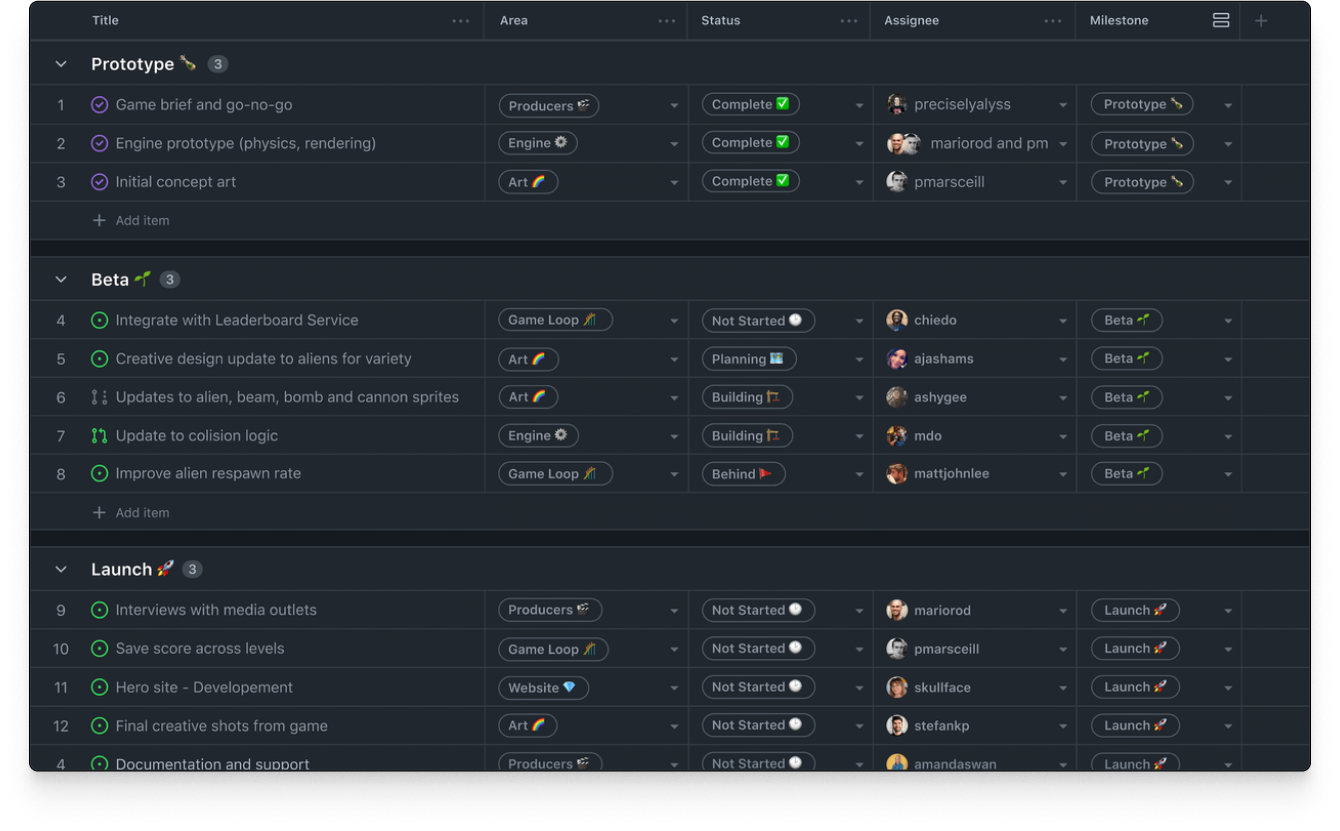 Title Area Status Assignee Milestone
Prototype 🍾 3
1 Game brief and go-no-go Producers 🎬 Complete ✅ preciselyalyss Prototype 🍾
2 Engine prototype (physics, rendering) Engine ⚙️ Complete ✅ mariorod and pm Prototype 🍾
3 Initial concept art Art 🌈 Complete ✅ pmarsceill Prototype 🍾
Add item
Beta 🌱 3
4 Integrate with Leaderboard Service Game Loop 🎢 Not Started 🕒 chiedo Beta 🌱
5 Creative design update to aliens for variety Art 🌈 Planning 🗺️ ajashams Beta 🌱
6 Updates to alien, beam, bomb and cannon sprites Art 🌈 Building 🏗️ ashygee Beta 🌱
7 Update to colision logic Engine ⚙️ Building 🏗️ mdo Beta 🌱
8 Improve alien respawn rate Game Loop 🎢 Behind 🚩 mattjohnlee Beta 🌱
Add item
Launch 🚀 3
9 Interviews with media outlets Producers 🎬 Not Started 🕒 mariorod Launch 🚀
10 Save score across levels Game Loop 🎢 Not Started 🕒 pmarsceill Launch 🚀
11 Hero site - Developement Website 💎 Not Started 🕒 skullface Launch 🚀
12 Final creative shots from game Art 🌈 Not Started 🕒 stefankp Launch 🚀
4 Documentation and support Producers 🎬 Not Started 🕒 amandaswan Launch 🚀